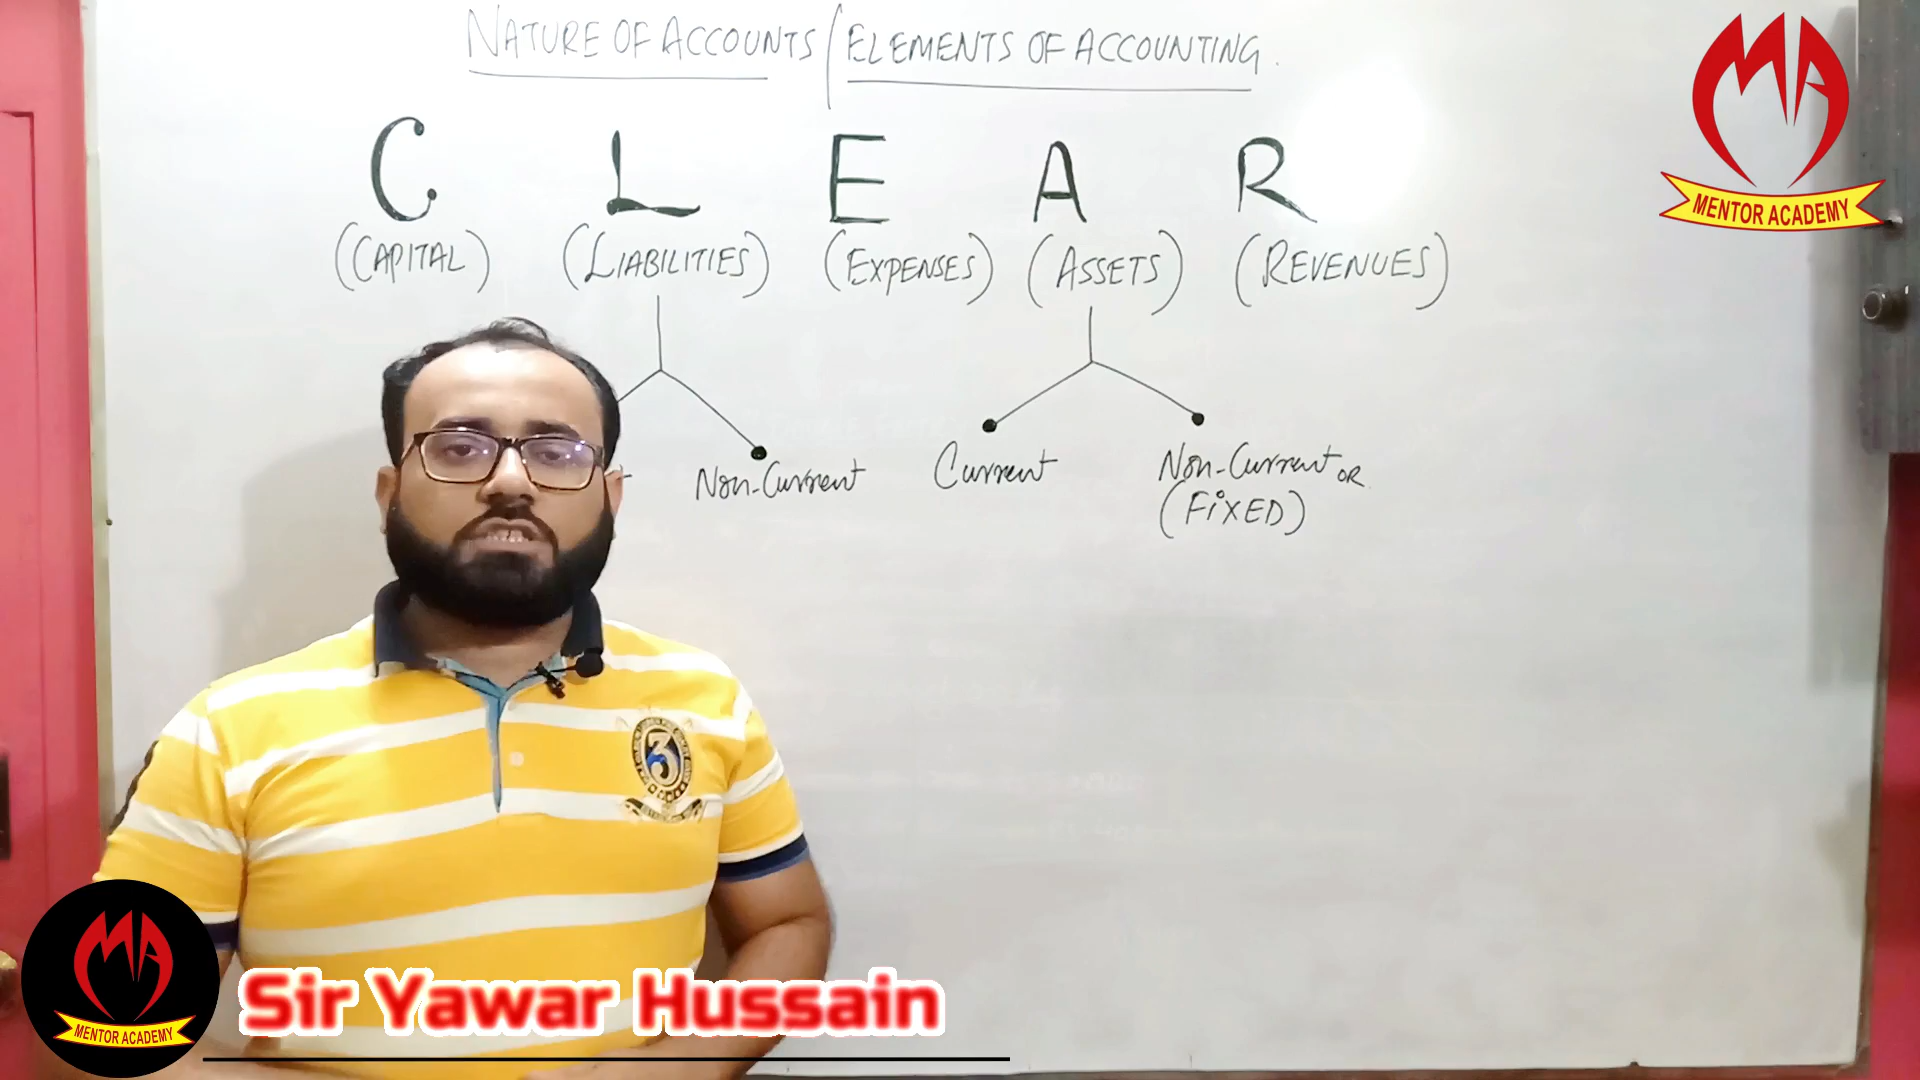 NATURE OF ACCOUNTS / ELEMENTS OF ACCOUNTING.
C L E A R
(CAPITAL) (LIABILITIES) (EXPENSES) (ASSETS) (REVENUES)
Non-Current Current Non-Current OR
(FIXED)
MENTOR ACADEMY
3
MENTOR ACADEMY
Sir Yawar Hussain